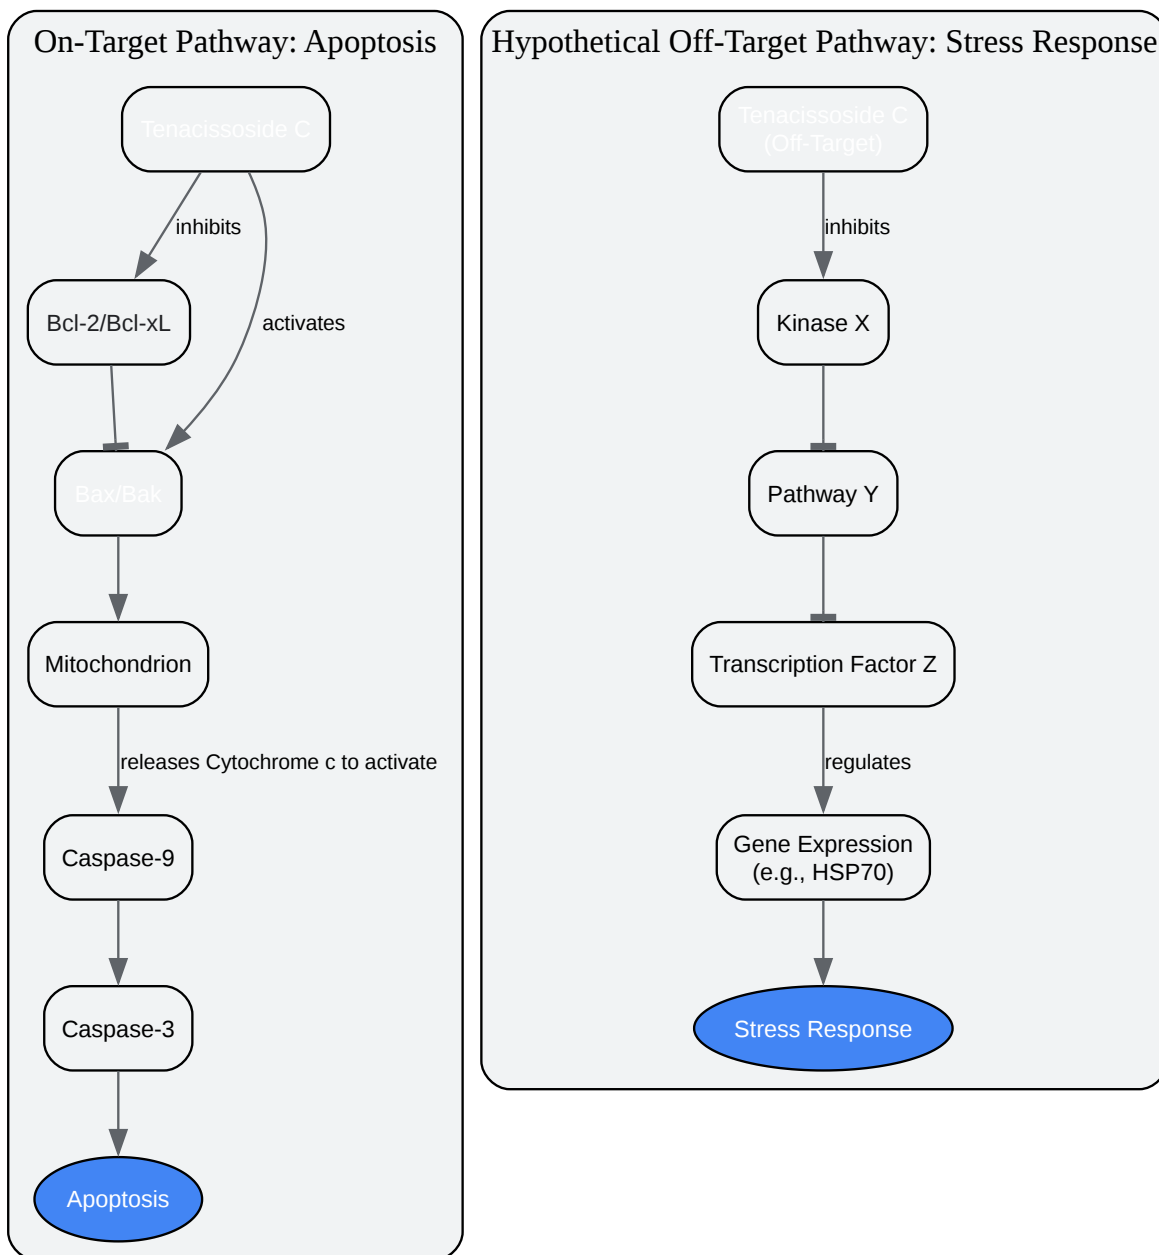 On-Target Pathway: Apoptosis
Tenacissoside C
inhibits
Bcl-2/Bcl-xL
activates
Bax/Bak
Mitochondrion
releases Cytochrome c to activate
Caspase-9
Caspase-3
Apoptosis
Hypothetical Off-Target Pathway: Stress Response
Tenacissoside C
(Off-Target)
inhibits
Kinase X
Pathway Y
Transcription Factor Z
regulates
Gene Expression
(e.g., HSP70)
Stress Response